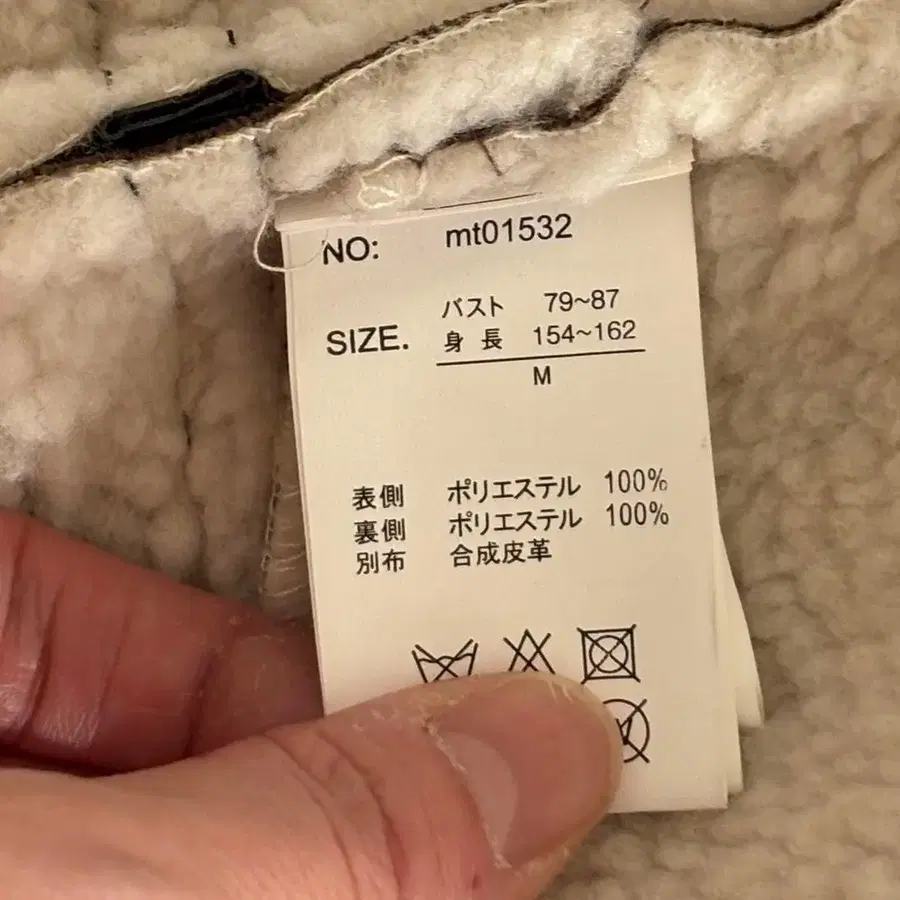 NO: mt01532
バスト 79~87
SIZE. 身長 154~162
M
表側 ポリエステル 100%
裏側 ポリエステル 100%
別布 合成皮革